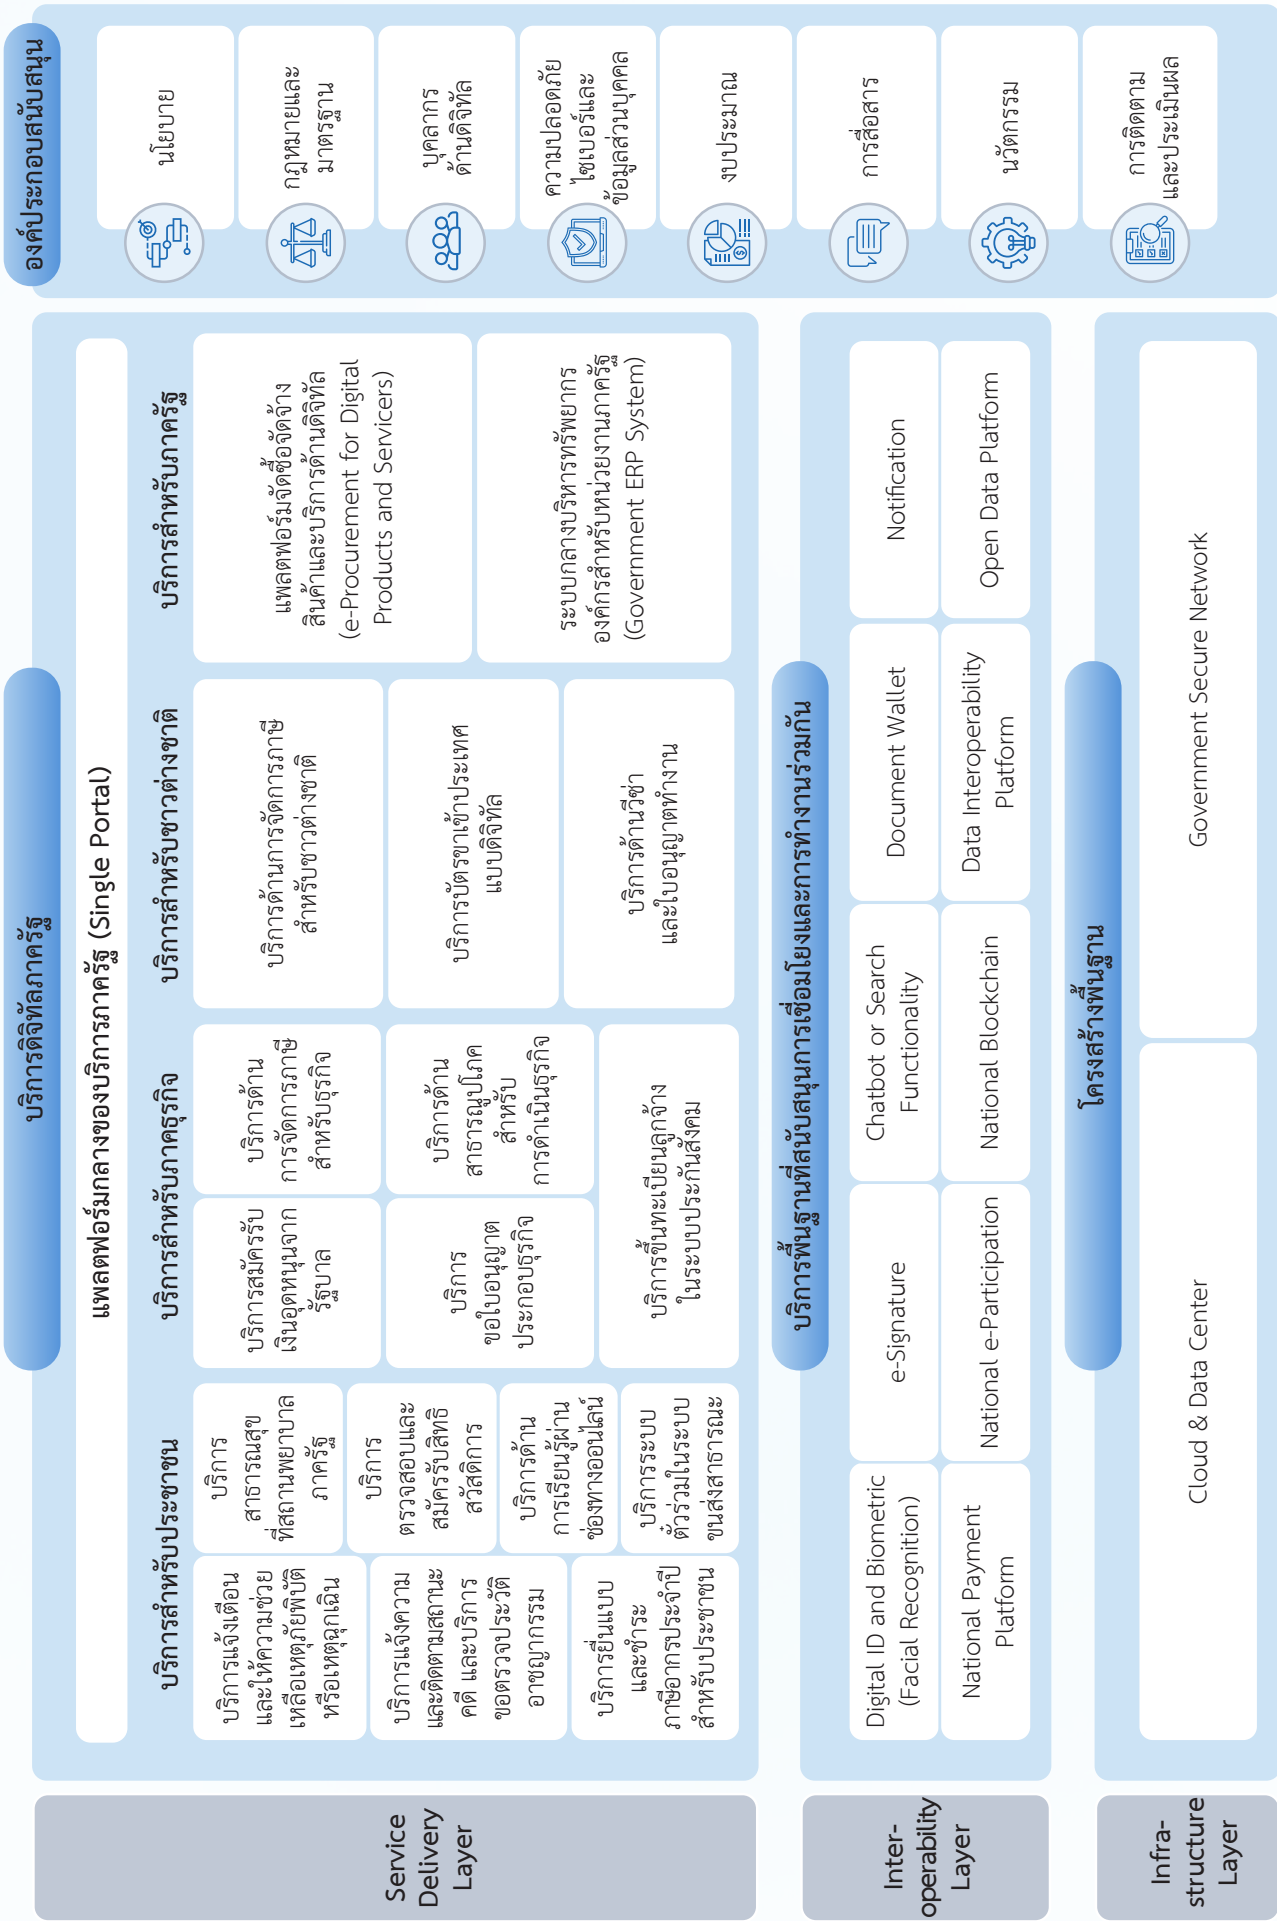 บริการดิจิทัลภาครัฐ
องค์ประกอบสนับสนุน
Service
Delivery
Layer
แพลตฟอร์มกลางของบริการภาครัฐ (Single Portal)
บริการสำหรับประชาชน
บริการแจ้งเตือน
และให้ความช่วย
เหลือเหตุภัยพิบัติ
หรือเหตุฉุกเฉิน
บริการ
สาธารณสุข
ที่สถานพยาบาล
ภาครัฐ
บริการแจ้งความ
และติดตามสถานะ
คดี และบริการ
ขอตรวจประวัติ
อาชญากรรม
บริการ
ตรวจสอบและ
สมัครรับสิทธิ
สวัสดิการ
บริการด้าน
การเรียนรู้ผ่าน
ช่องทางออนไลน์
บริการยื่นแบบ
และชำระ
ภาษีอากรประจำปี
สำหรับประชาชน
บริการระบบ
ตั๋วร่วมในระบบ
ขนส่งสาธารณะ
บริการสำหรับภาคธุรกิจ
บริการสมัครรับ
เงินอุดหนุนจาก
รัฐบาล
บริการด้าน
การจัดการภาษี
สำหรับธุรกิจ
บริการ
ขอใบอนุญาต
ประกอบธุรกิจ
บริการด้าน
สาธารณูปโภค
สำหรับ
การดำเนินธุรกิจ
บริการขึ้นทะเบียนลูกจ้าง
ในระบบประกันสังคม
บริการสำหรับชาวต่างชาติ
บริการด้านการจัดการภาษี
สำหรับชาวต่างชาติ
บริการบัตรขาเข้าประเทศ
แบบดิจิทัล
บริการด้านวีซ่า
และใบอนุญาตทำงาน
บริการสำหรับภาครัฐ
แพลตฟอร์มจัดซื้อจัดจ้าง
สินค้าและบริการด้านดิจิทัล
(e-Procurement for Digital
Products and Servicers)
ระบบกลางบริหารทรัพยากร
องค์กรสำหรับหน่วยงานภาครัฐ
(Government ERP System)
Inter-
operability
Layer
บริการพื้นฐานที่สนับสนุนการเชื่อมโยงและการทำงานร่วมกัน
Digital ID and Biometric
(Facial Recognition)
e-Signature
Chatbot or Search
Functionality
Document Wallet
Notification
National Payment
Platform
National e-Participation
National Blockchain
Data Interoperability
Platform
Open Data Platform
Infra-
structure
Layer
โครงสร้างพื้นฐาน
Cloud & Data Center
Government Secure Network
นโยบาย
กฎหมายและ
มาตรฐาน
บุคลากร
ด้านดิจิทัล
ความปลอดภัย
ไซเบอร์และ
ข้อมูลส่วนบุคคล
งบประมาณ
การสื่อสาร
นวัตกรรม
การติดตาม
และประเมินผล